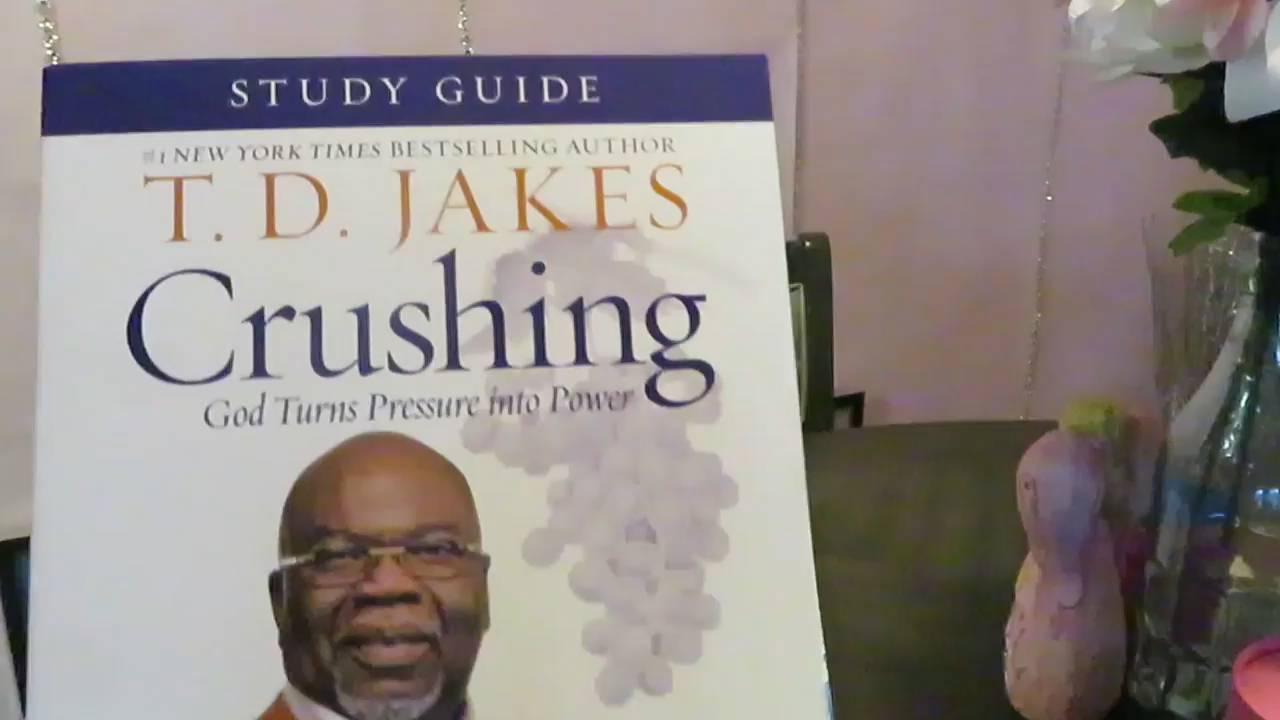 STUDY GUIDE
#1 NEW YORK TIMES BESTSELLING AUTHOR
T. D. JAKES
Crushing
God Turns Pressure into Power